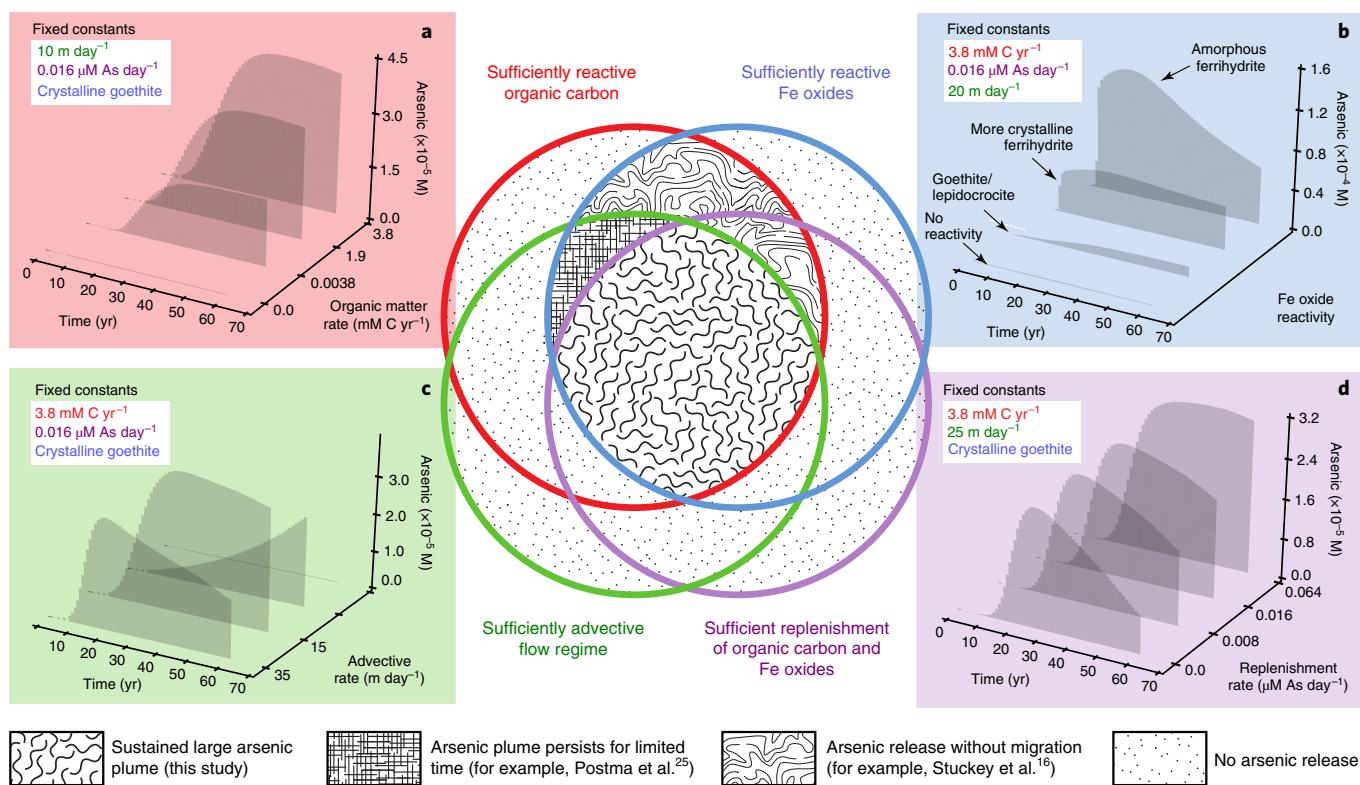 Fixed constants
a
10 m day⁻¹
0.016 µM As day⁻¹
Crystalline goethite
4.5
3.0
1.5
0.0
Arsenic (×10⁻⁵ M)
3.8
1.9
0.0038
0.0
Organic matter
rate (mM C yr⁻¹)
0
10
20
30
40
50
60
70
Time (yr)
Sufficiently reactive
organic carbon
Sufficiently reactive
Fe oxides
Fixed constants
b
3.8 mM C yr⁻¹
0.016 µM As day⁻¹
20 m day⁻¹
Amorphous
ferrihydrite
More crystalline
ferrihydrite
Goethite/
lepidocrocite
No
reactivity
1.6
1.2
0.8
0.4
0.0
Arsenic (×10⁻⁴ M)
0
10
20
30
40
50
60
70
Time (yr)
Fe oxide
reactivity
Fixed constants
c
3.8 mM C yr⁻¹
0.016 µM As day⁻¹
Crystalline goethite
3.0
2.0
1.0
0.0
Arsenic (×10⁻⁵ M)
15
35
Advective
rate (m day⁻¹)
10
20
30
40
50
60
70
Time (yr)
Sufficiently advective
flow regime
Sufficient replenishment
of organic carbon and
Fe oxides
Fixed constants
d
3.8 mM C yr⁻¹
25 m day⁻¹
Crystalline goethite
3.2
2.4
1.6
0.8
0.0
Arsenic (×10⁻⁵ M)
0.064
0.016
0.008
0.0
Replenishment
rate (µM As day⁻¹)
0
10
20
30
40
50
60
70
Time (yr)
Sustained large arsenic
plume (this study)
Arsenic plume persists for limited
time (for example, Postma et al.²⁵)
Arsenic release without migration
(for example, Stuckey et al.¹⁶)
No arsenic release